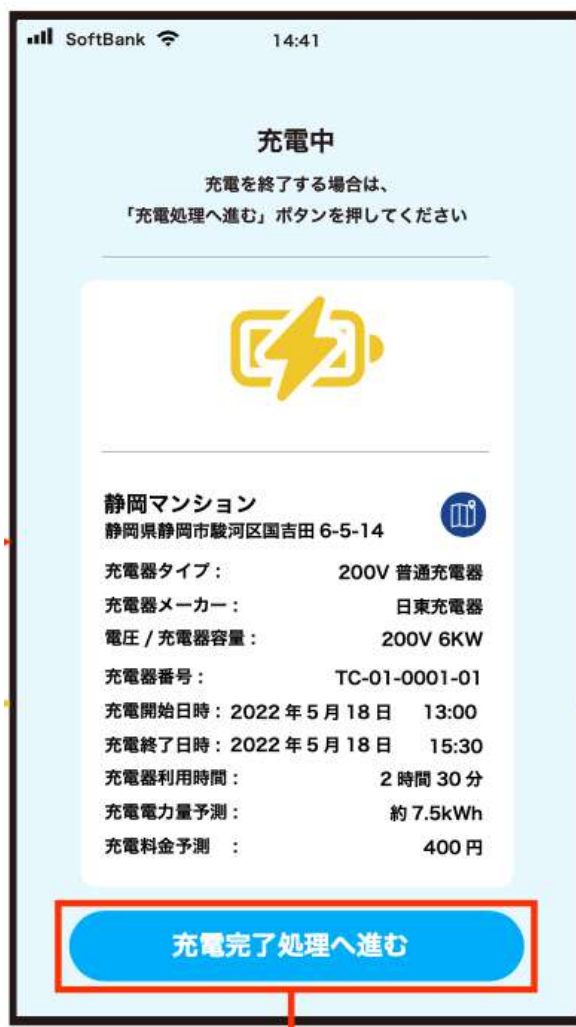 SoftBank 14:41
充電中
充電を終了する場合は、
「充電処理へ進む」ボタンを押してください
静岡マンション
静岡県静岡市駿河区国吉田 6-5-14
充電器タイプ : 200V 普通充電器
充電器メーカー : 日東充電器
電圧 / 充電器容量 : 200V 6KW
充電器番号 : TC-01-0001-01
充電開始日時 : 2022 年 5 月 18 日 13:00
充電終了日時 : 2022 年 5 月 18 日 15:30
充電器利用時間 : 2 時間 30 分
充電電力量予測 : 約 7.5kWh
充電料金予測 : 400 円
充電完了処理へ進む